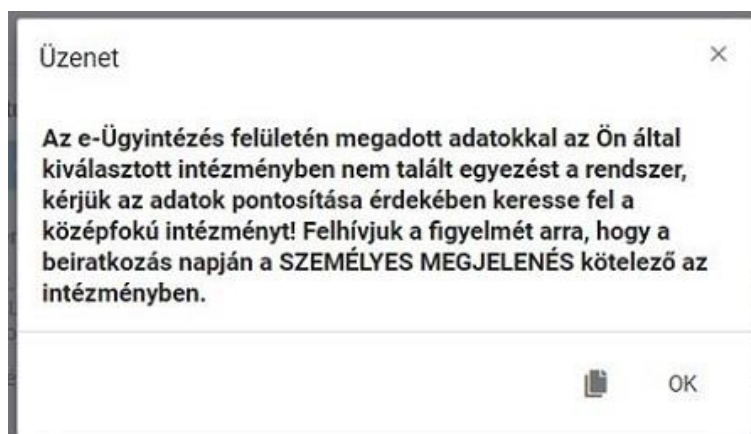 Üzenet
Az e-Ügyintézés felületén megadott adatokkal az Ön által
kiválasztott intézményben nem talált egyezést a rendszer,
kérjük az adatok pontosítása érdekében keresse fel a
középfokú intézményt! Felhívjuk a figyelmét arra, hogy a
beiratkozás napján a SZEMÉLYES MEGJELENÉS kötelező az
intézményben.
OK